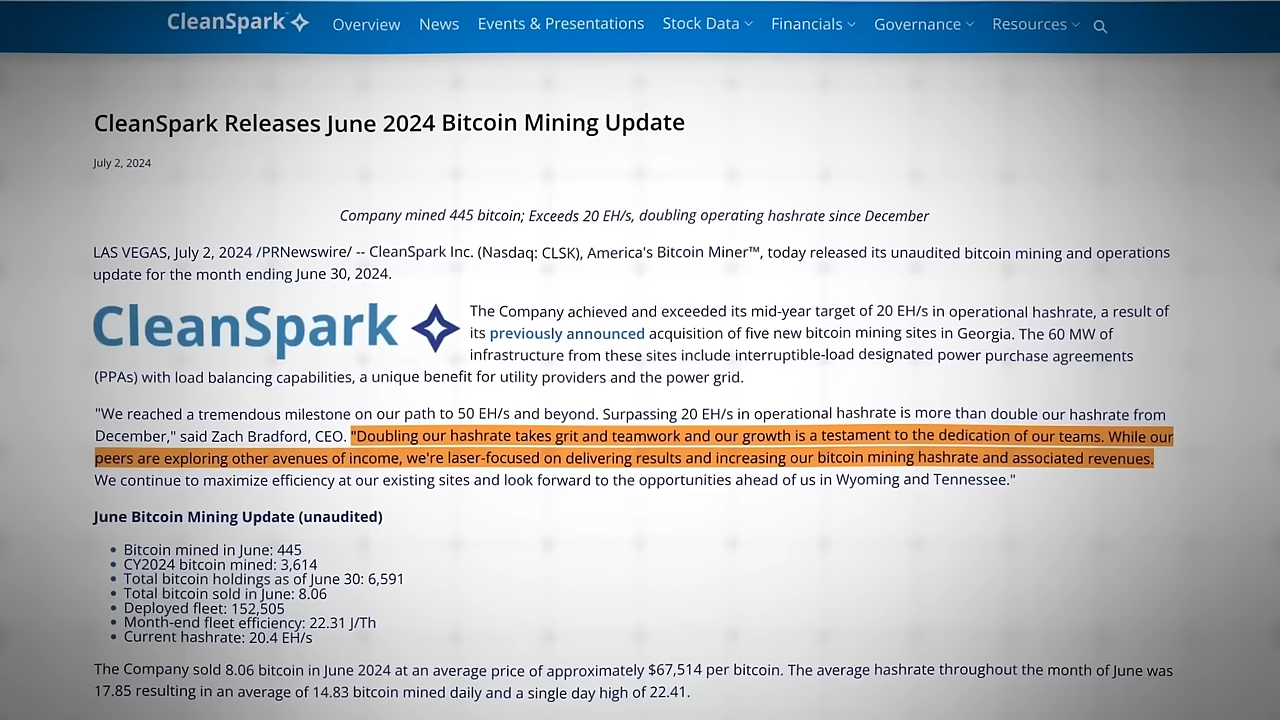 CleanSpark Overview News Events & Presentations Stock Data Financials Governance Resources
CleanSpark Releases June 2024 Bitcoin Mining Update
July 2, 2024
Company mined 445 bitcoin; Exceeds 20 EH/s, doubling operating hashrate since December
LAS VEGAS, July 2, 2024 /PRNewswire/ -- CleanSpark Inc. (Nasdaq: CLSK), America's Bitcoin Miner™, today released its unaudited bitcoin mining and operations
update for the month ending June 30, 2024.
CleanSpark
The Company achieved and exceeded its mid-year target of 20 EH/s in operational hashrate, a result of
its previously announced acquisition of five new bitcoin mining sites in Georgia. The 60 MW of
infrastructure from these sites include interruptible-load designated power purchase agreements
(PPAs) with load balancing capabilities, a unique benefit for utility providers and the power grid.
"We reached a tremendous milestone on our path to 50 EH/s and beyond. Surpassing 20 EH/s in operational hashrate is more than double our hashrate from
December," said Zach Bradford, CEO. "Doubling our hashrate takes grit and teamwork and our growth is a testament to the dedication of our teams. While our
peers are exploring other avenues of income, we're laser-focused on delivering results and increasing our bitcoin mining hashrate and associated revenues.
We continue to maximize efficiency at our existing sites and look forward to the opportunities ahead of us in Wyoming and Tennessee."
June Bitcoin Mining Update (unaudited)
• Bitcoin mined in June: 445
• CY2024 bitcoin mined: 3,614
• Total bitcoin holdings as of June 30: 6,591
• Total bitcoin sold in June: 8.06
• Deployed fleet: 152,505
• Month-end fleet efficiency: 22.31 J/Th
• Current hashrate: 20.4 EH/s
The Company sold 8.06 bitcoin in June 2024 at an average price of approximately $67,514 per bitcoin. The average hashrate throughout the month of June was
17.85 resulting in an average of 14.83 bitcoin mined daily and a single day high of 22.41.